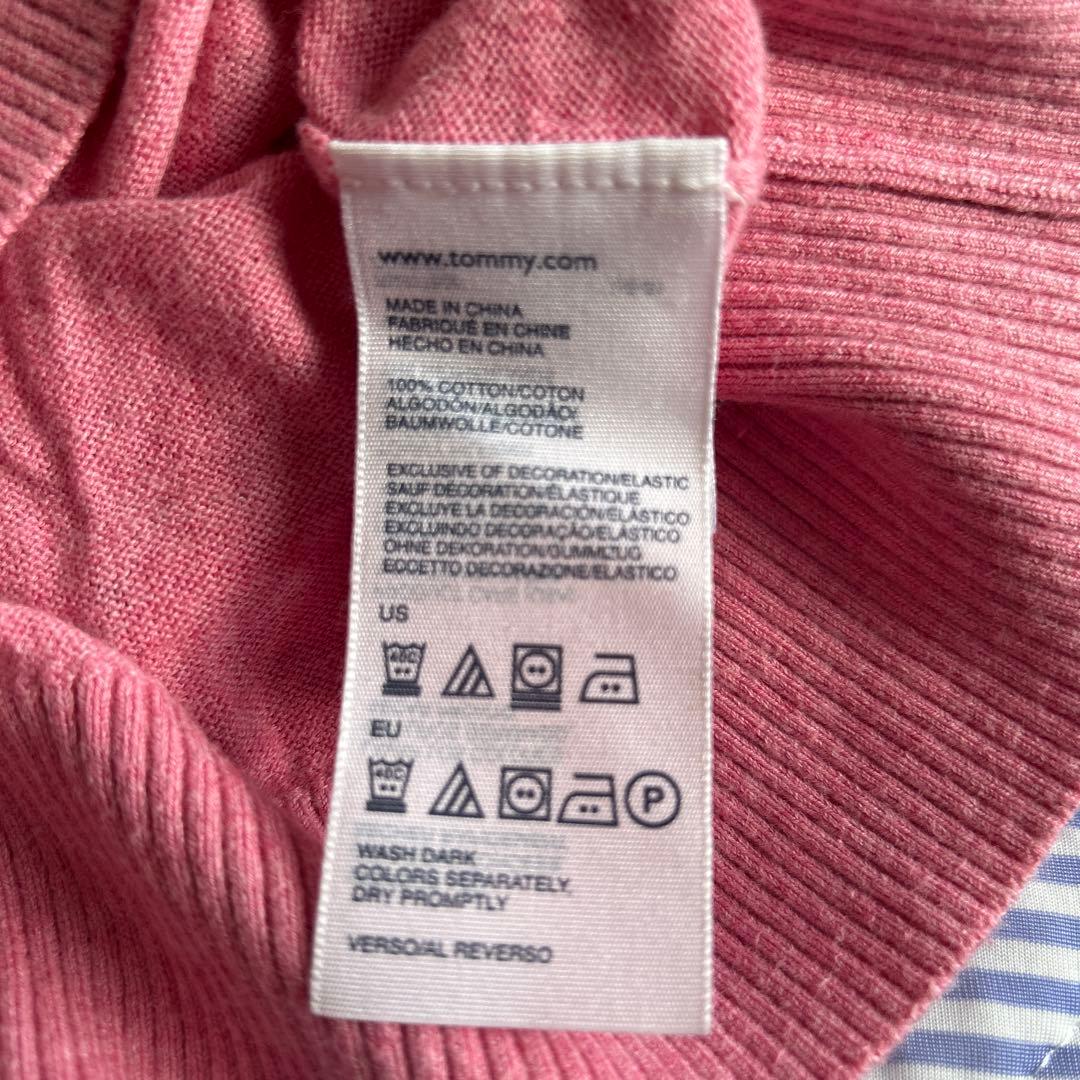 www.tommy.com
MADE IN CHINA
FABRIQUÉ EN CHINE
HECHO EN CHINA
100% COTTON/COTON
ALGODÓN/ALGODÃO/
BAUMWOLLE/COTONE
EXCLUSIVE OF DECORATION/ELASTIC
SAUF DÉCORATION/ÉLASTIQUE
EXCLUYE LA DECORACIÓN/ELÁSTICO
EXCLUINDO DECORAÇÃO/ELÁSTICO
OHNE DEKORATION/GUMMIZUG
ECCETTO DECORAZIONE/ELASTICO
US
EU
P
WASH DARK
COLORS SEPARATELY.
DRY PROMPTLY
VERSO/AL REVERSO